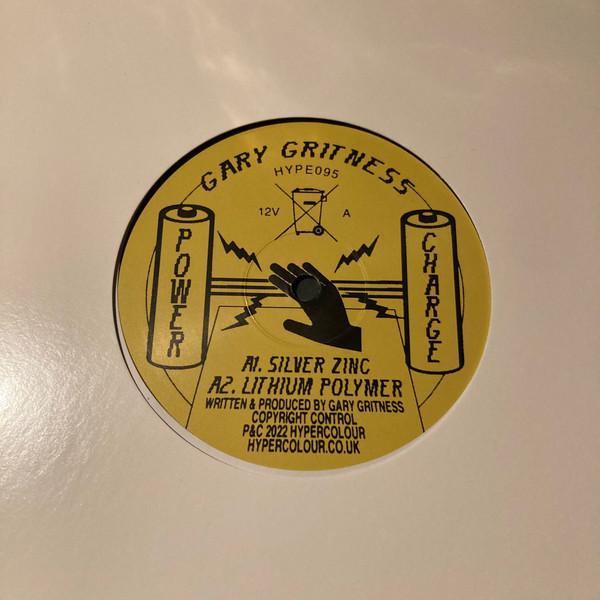 GARY GRITNESS
HYPE095
12V A
POWER
CHARGE
A1. SILVER ZINC
A2. LITHIUM POLYMER
WRITTEN & PRODUCED BY GARY GRITNESS
COPYRIGHT CONTROL
P&C 2022 HYPERCOLOUR
HYPERCOLOUR.CO.UK